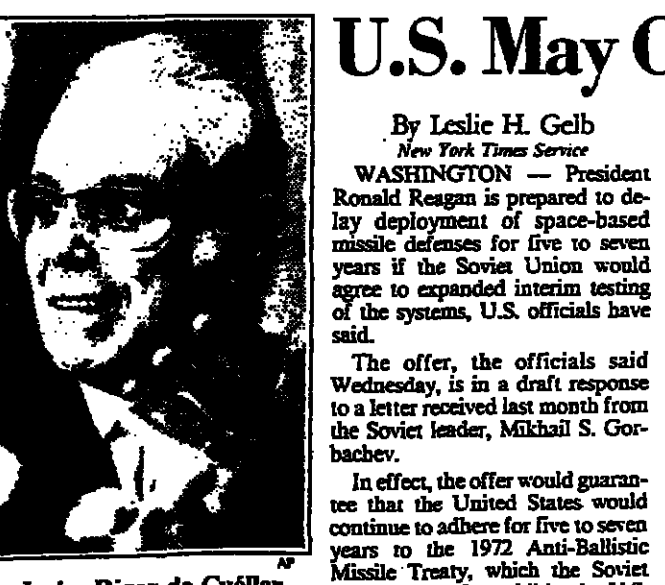 U.S. May
By Leslie H. Gelb
New York Times Service
WASHINGTON — President
Ronald Reagan is prepared to de-
lay deployment of space-based
missile defenses for five to seven
years if the Soviet Union would
agree to expanded interim testing
of the systems, U.S. officials have
said.
The offer, the officials said
Wednesday, is in a draft response
to a letter received last month from
the Soviet leader, Mikhail S. Gor-
bachev.
In effect, the offer would guaran-
tee that the United States would
continue to adhere for five to seven
years to the 1972 Anti-Ballistic
Missile Treaty, which the Soviet
AP
de Cuéllar